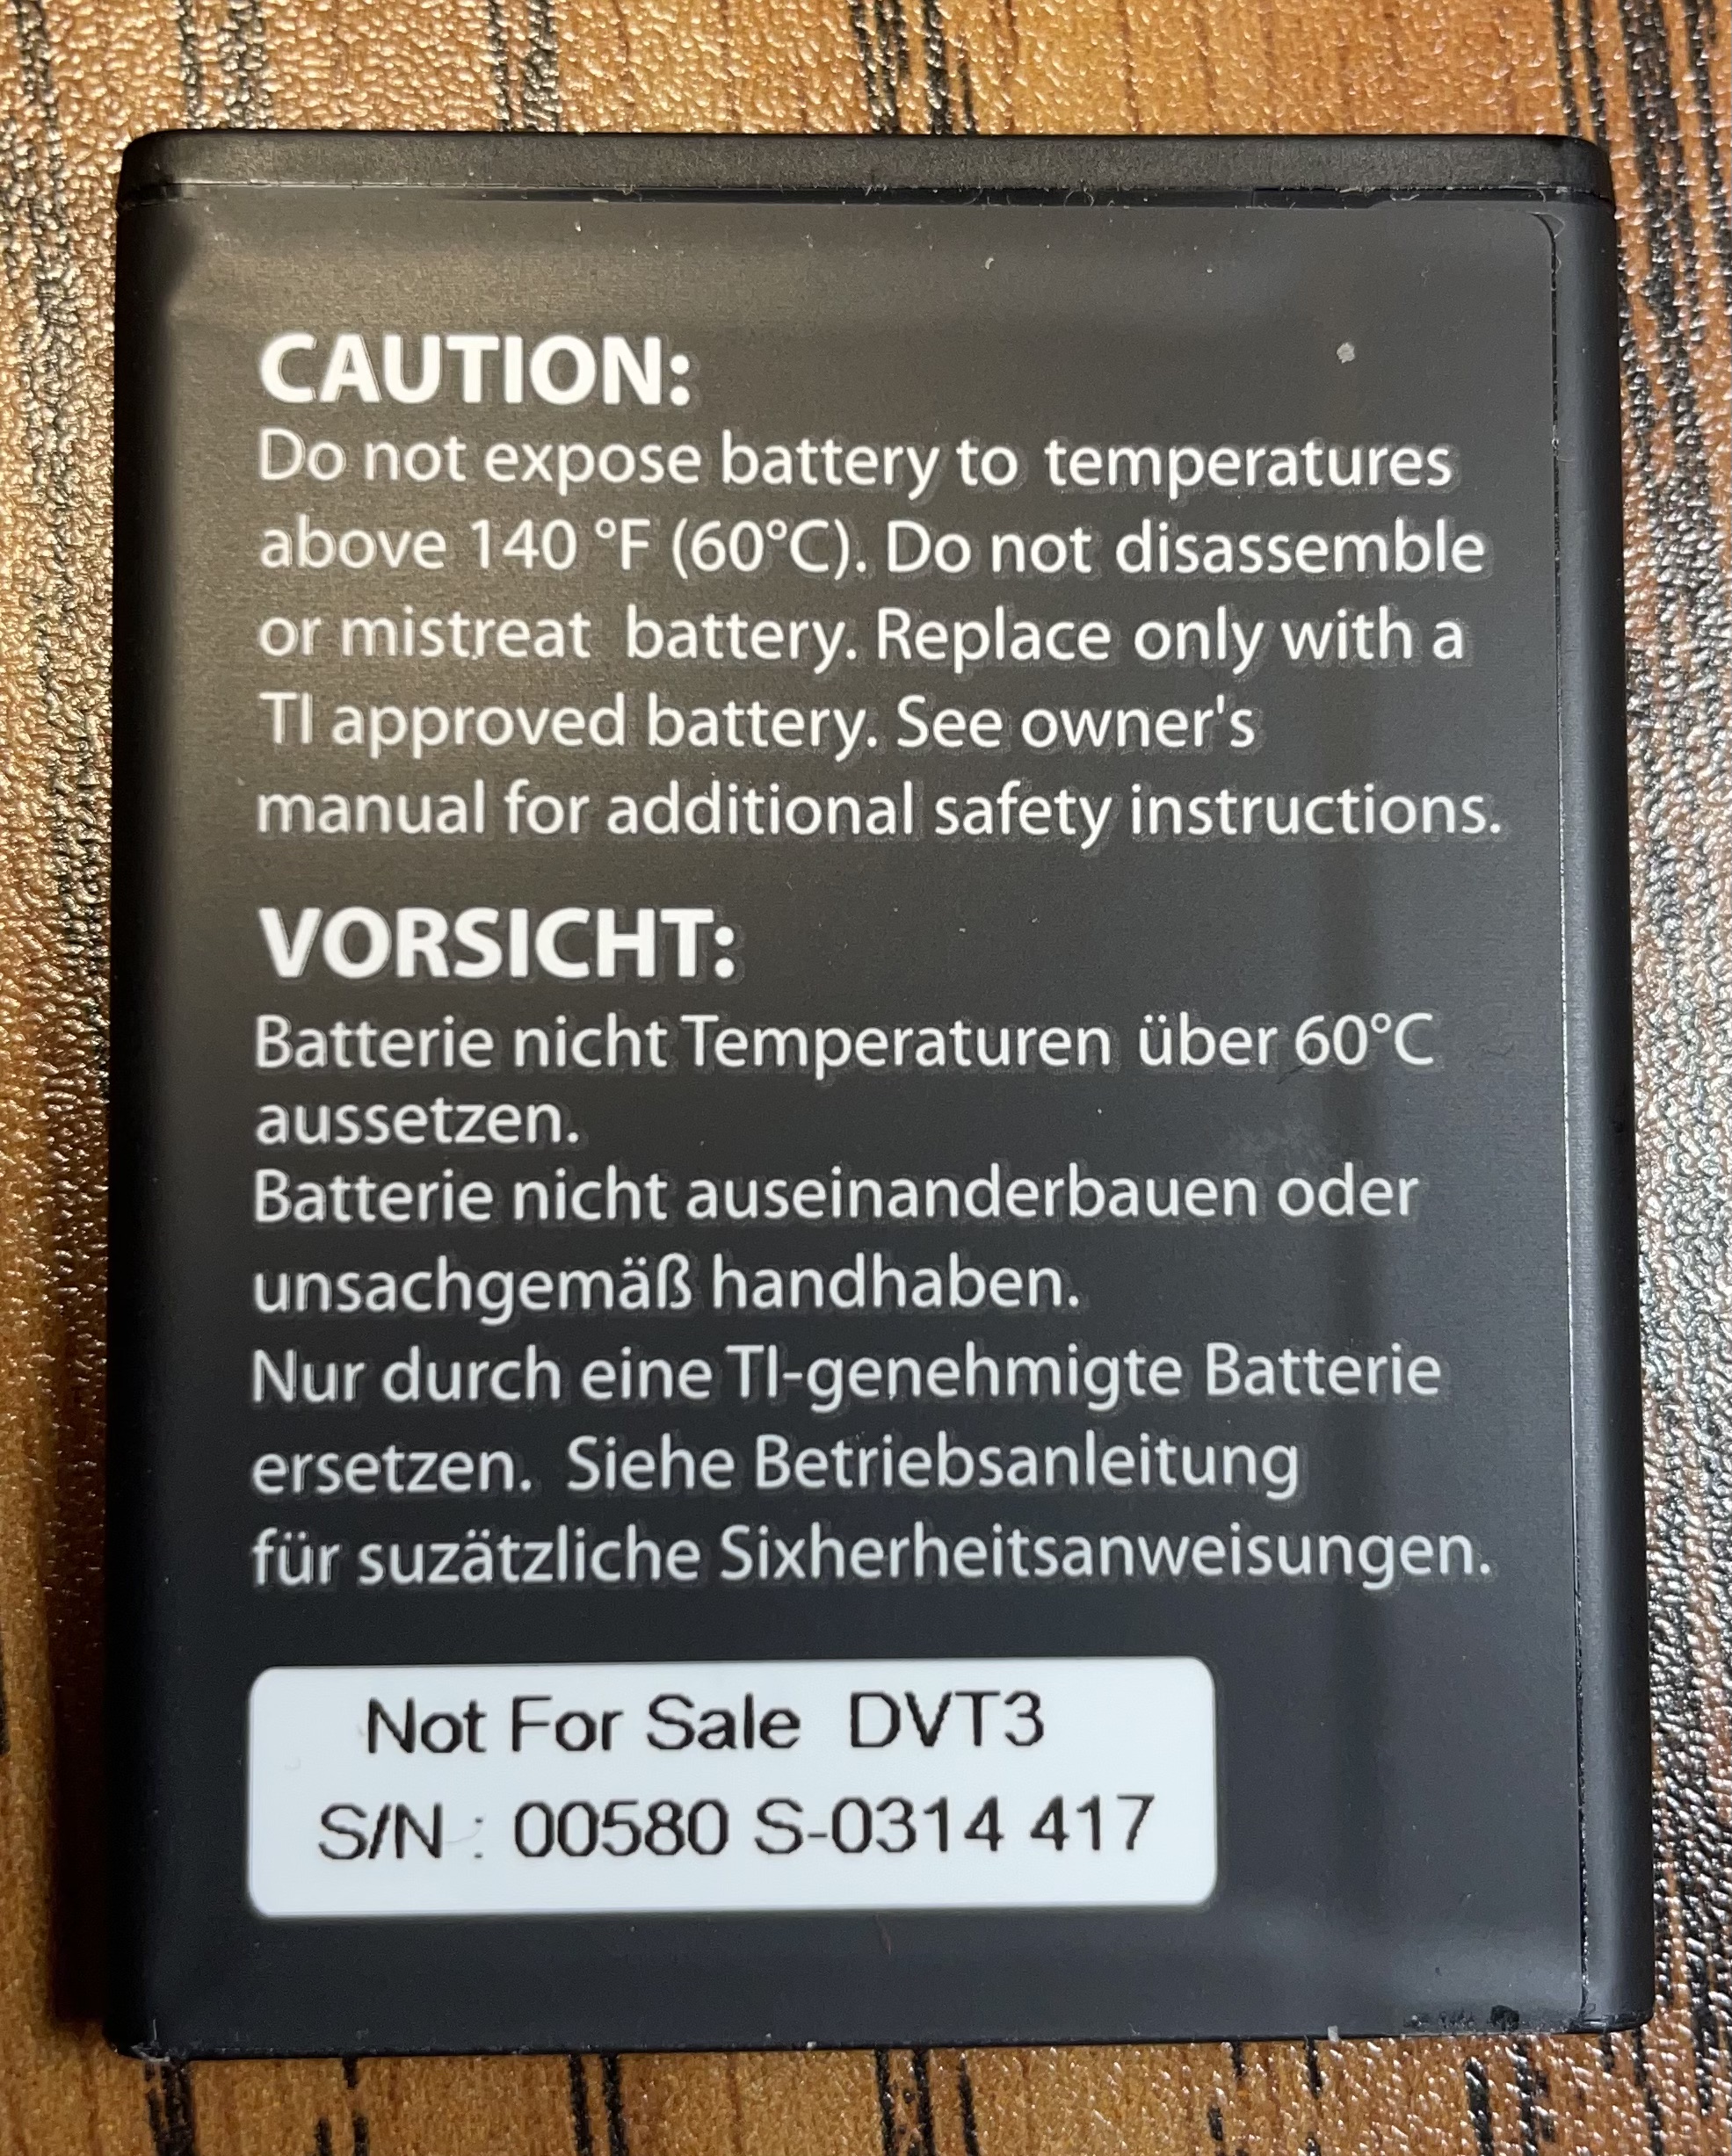 CAUTION:
Do not expose battery to temperatures
above 140 °F (60°C). Do not disassemble
or mistreat battery. Replace only with a
TI approved battery. See owner's
manual for additional safety instructions.
VORSICHT:
Batterie nicht Temperaturen über 60°C
aussetzen.
Batterie nicht auseinanderbauen oder
unsachgemäß handhaben.
Nur durch eine TI-genehmigte Batterie
ersetzen. Siehe Betriebsanleitung
für suzätzliche Sixherheitsanweisungen.
Not For Sale DVT3
S/N : 00580 S-0314 417